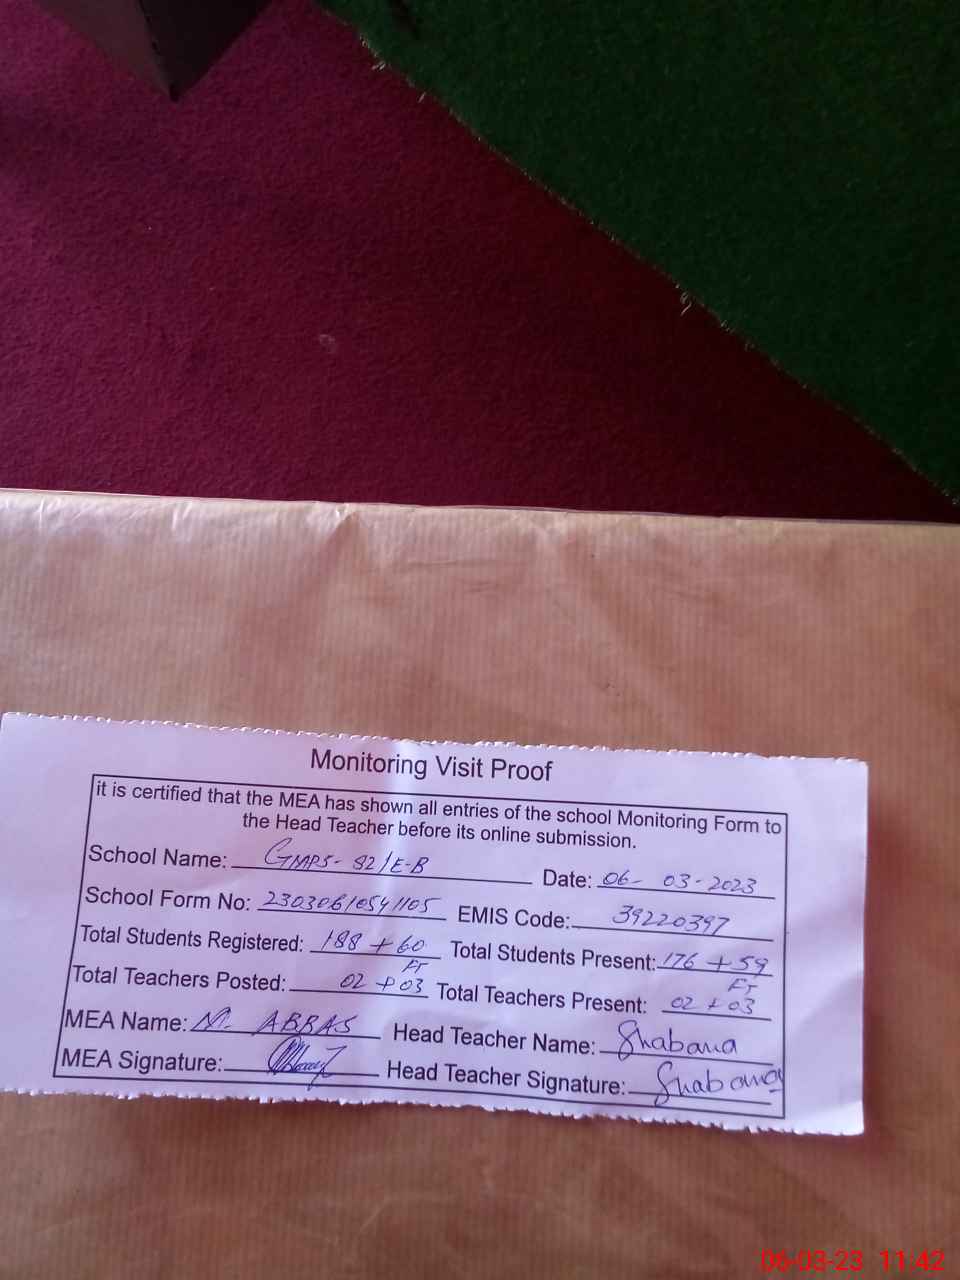 Monitoring Visit Proof
it is certified that the MEA has shown all entries of the school Monitoring Form to
the Head Teacher before its online submission.
School Name: GMPS- 82/E-B Date: 06- 03-2023
School Form No: 23030610541105 EMIS Code: 39220397
Total Students Registered: 188 + 60 Total Students Present: 176 + 59
Total Teachers Posted: 02 + 03 FT Total Teachers Present: 02 + 03 FT
MEA Name: M. ABBAS Head Teacher Name: Shabana
MEA Signature: Head Teacher Signature: Shabana
06-03-23 11:42